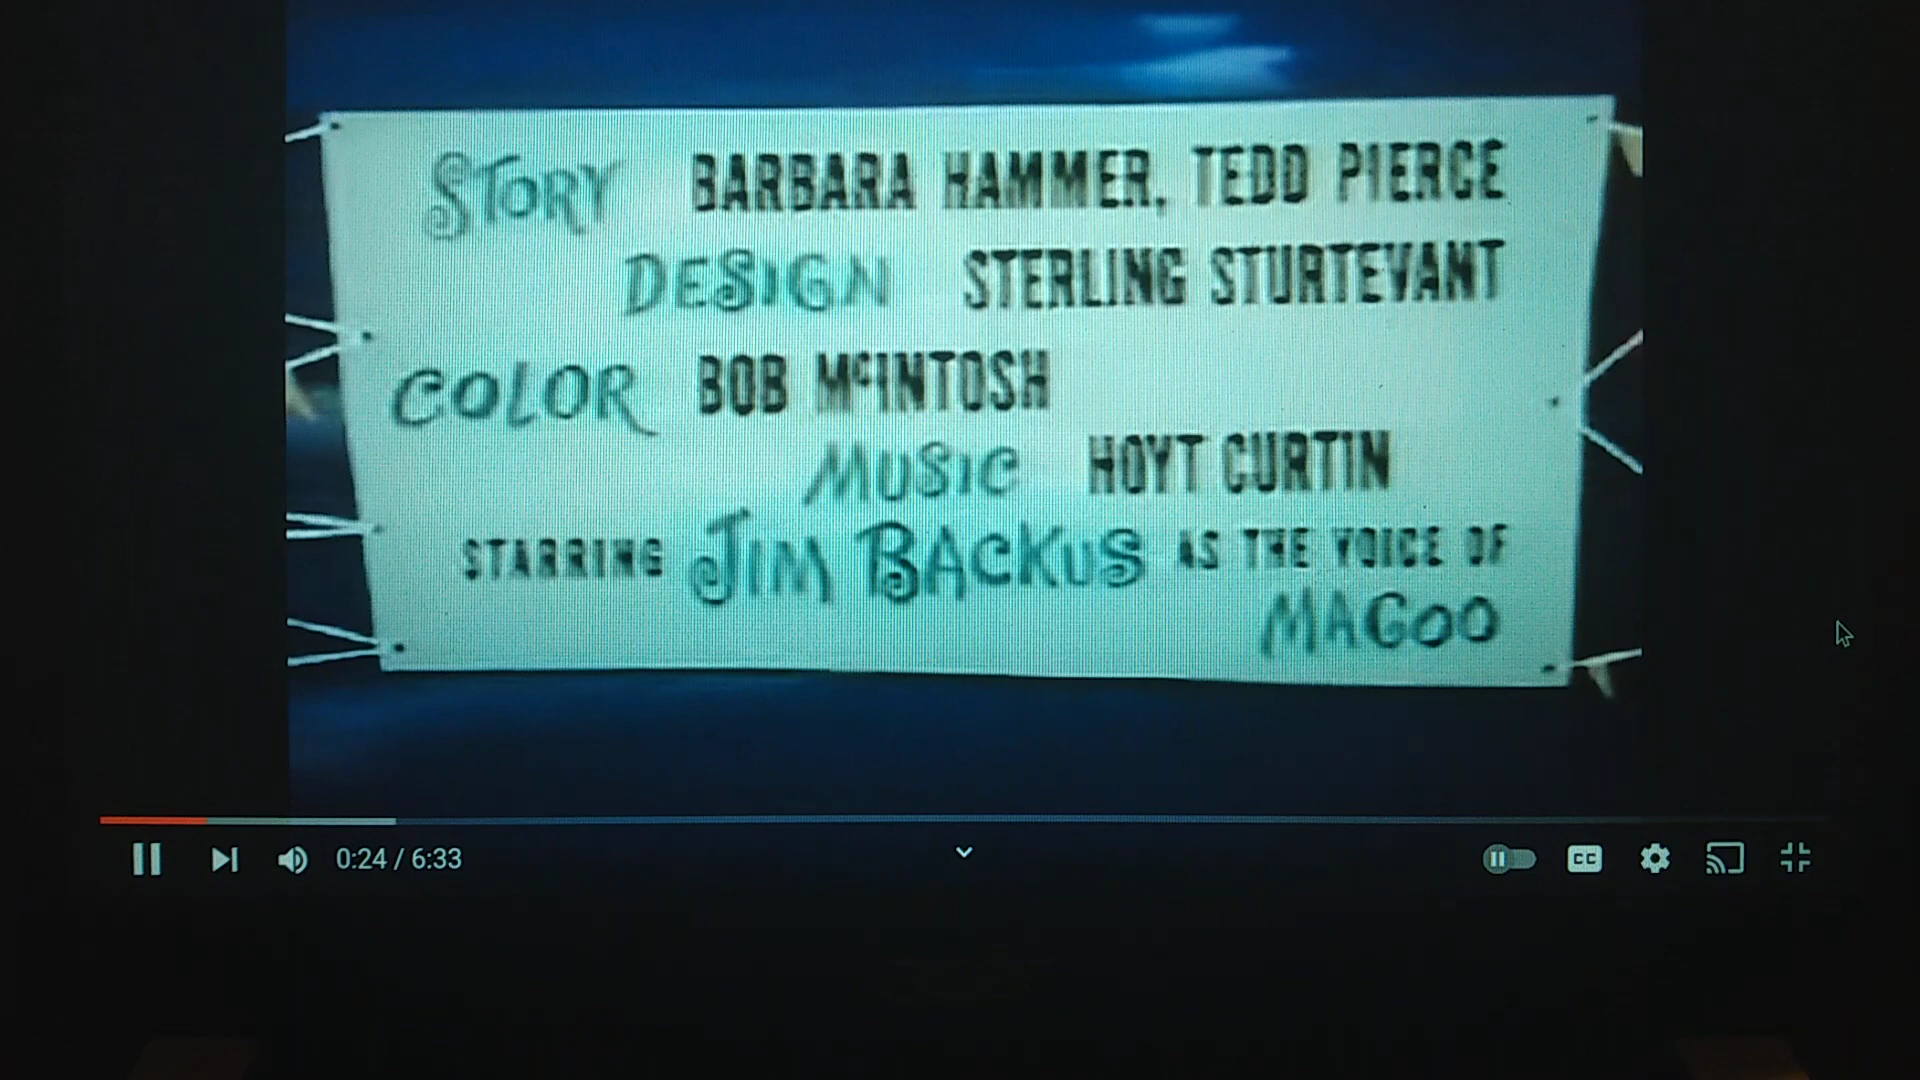 STORY BARBARA HAMMER, TEDD PIERCE
DESIGN STERLING STURTEVANT
COLOR BOB McINTOSH
MUSIC HOYT CURTIN
STARRING JIM BACKUS AS THE VOICE OF
MAGOO
0:24 / 6:33
CC